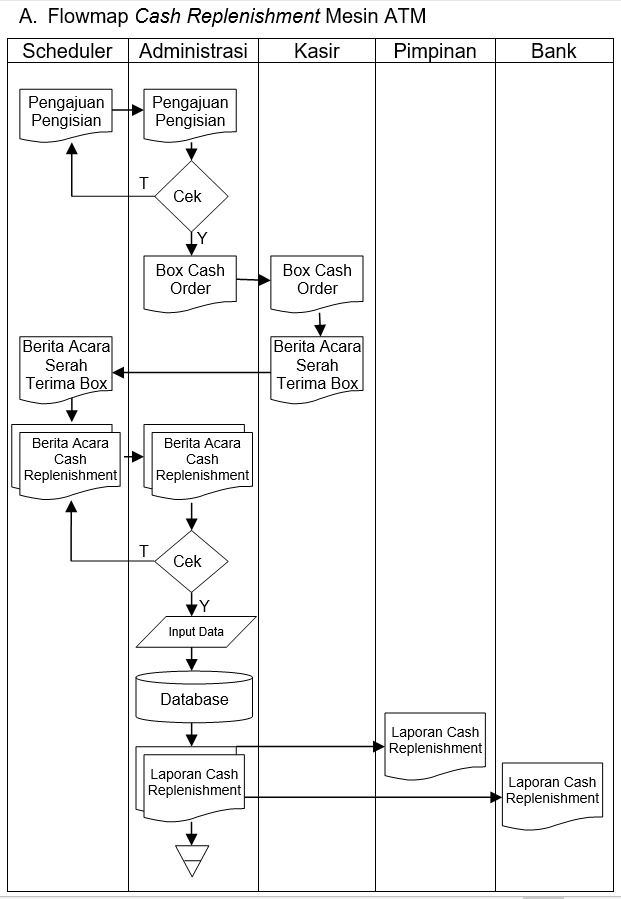 A. Flowmap Cash Replenishment Mesin ATM
Scheduler
Administrasi
Kasir
Pimpinan
Bank
Pengajuan
Pengisian
Pengajuan
Pengisian
T
Cek
Y
Box Cash
Order
Box Cash
Order
Berita Acara
Serah
Terima Box
Berita Acara
Serah
Terima Box
Berita Acara
Cash
Replenishment
Berita Acara
Cash
Replenishment
T
Cek
Y
Input Data
Database
Laporan Cash
Replenishment
Laporan Cash
Replenishment
Laporan Cash
Replenishment